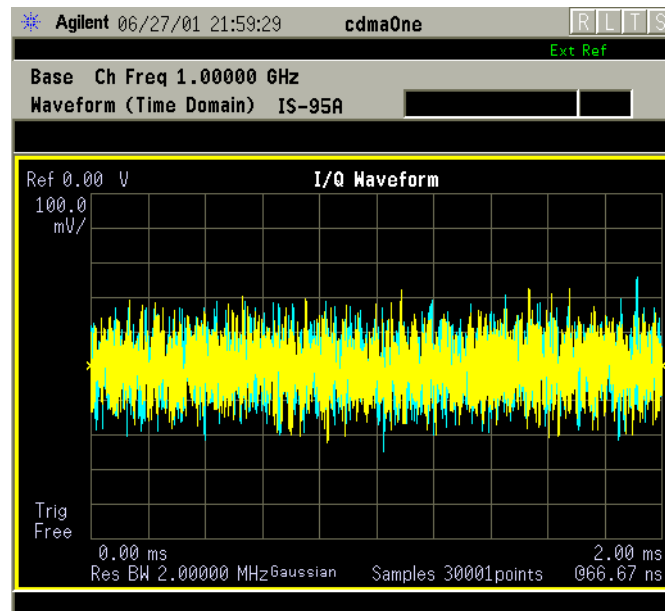 Agilent 06/27/01 21:59:29 cdmaOne R L T S
Ext Ref
Base Ch Freq 1.00000 GHz
Waveform (Time Domain) IS-95A
Ref 0.00 V I/Q Waveform
100.0
mV/
Trig
Free
0.00 ms 2.00 ms
Res BW 2.00000 MHz Gaussian Samples 30001points @66.67 ns